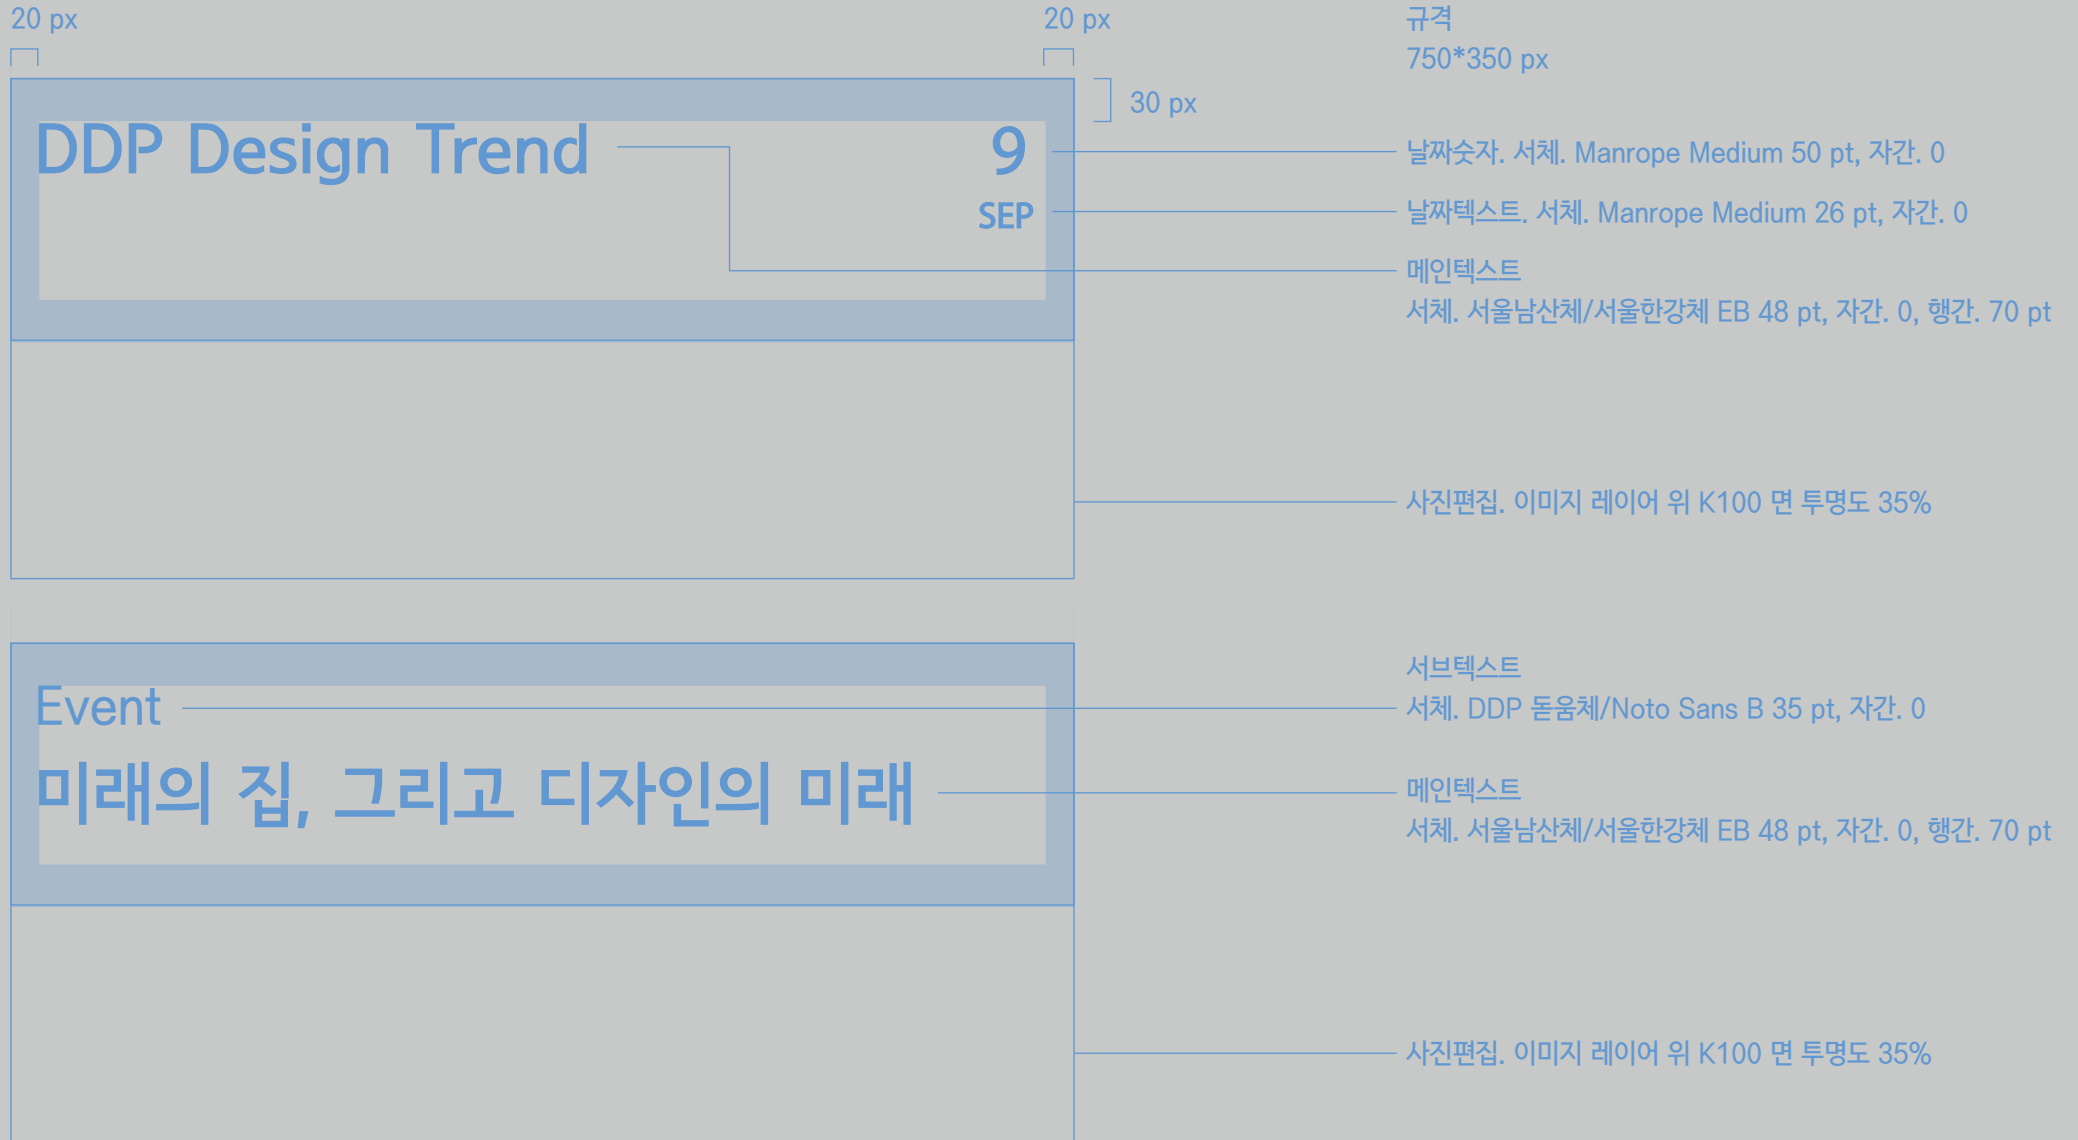 20 px
20 px
규격
750*350 px
30 px
DDP Design Trend
9
날짜숫자. 서체. Manrope Medium 50 pt, 자간. 0
SEP
날짜텍스트. 서체. Manrope Medium 26 pt, 자간. 0
메인텍스트
서체. 서울남산체/서울한강체 EB 48 pt, 자간. 0, 행간. 70 pt
사진편집. 이미지 레이어 위 K100 면 투명도 35%
서브텍스트
Event
서체. DDP 돋움체/Noto Sans B 35 pt, 자간. 0
미래의 집, 그리고 디자인의 미래
메인텍스트
서체. 서울남산체/서울한강체 EB 48 pt, 자간. 0, 행간. 70 pt
사진편집. 이미지 레이어 위 K100 면 투명도 35%